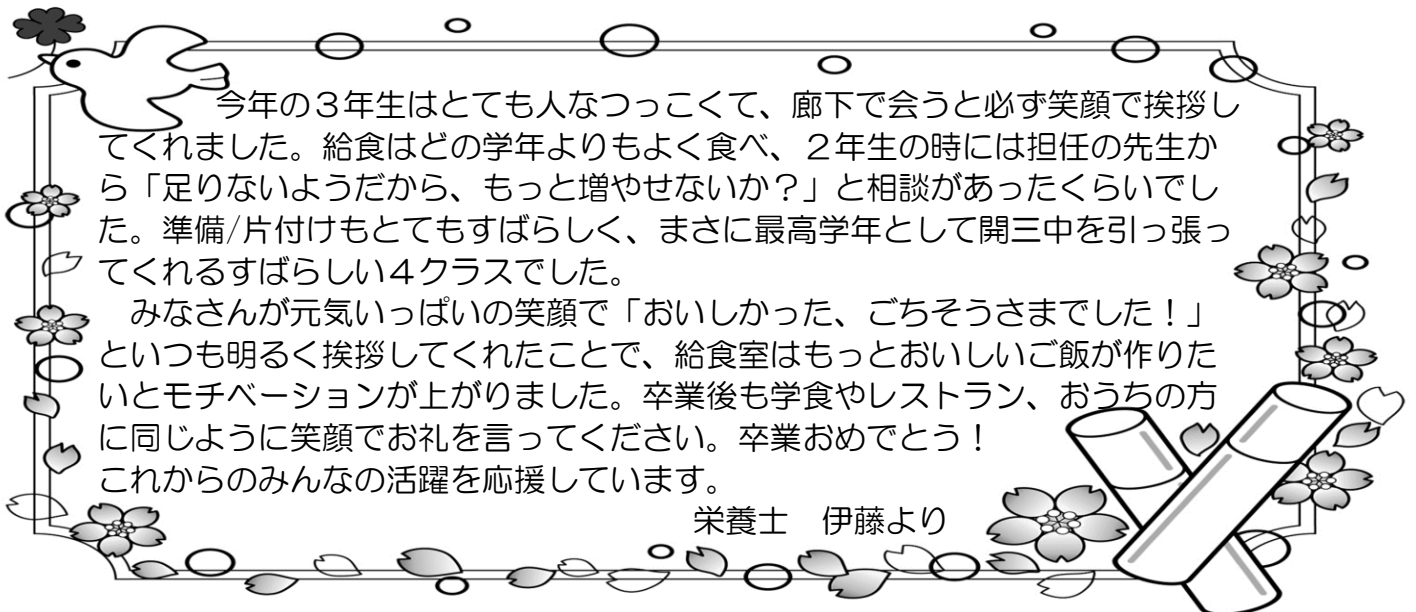 今年の３年生はとても人なつっこくて、廊下で会うと必ず笑顔で挨拶し
てくれました。給食はどの学年よりもよく食べ、２年生の時には担任の先生か
ら「足りないようだから、もっと増やせないか？」と相談があったくらいでし
た。準備/片付けもとてもすばらしく、まさに最高学年として開三中を引っ張っ
てくれるすばらしい４クラスでした。
みなさんが元気いっぱいの笑顔で「おいしかった、ごちそうさまでした！」
といつも明るく挨拶してくれたことで、給食室はもっとおいしいご飯が作りた
いとモチベーションが上がりました。卒業後も学食やレストラン、おうちの方
に同じように笑顔でお礼を言ってください。卒業おめでとう！
これからのみんなの活躍を応援しています。
栄養士　伊藤より